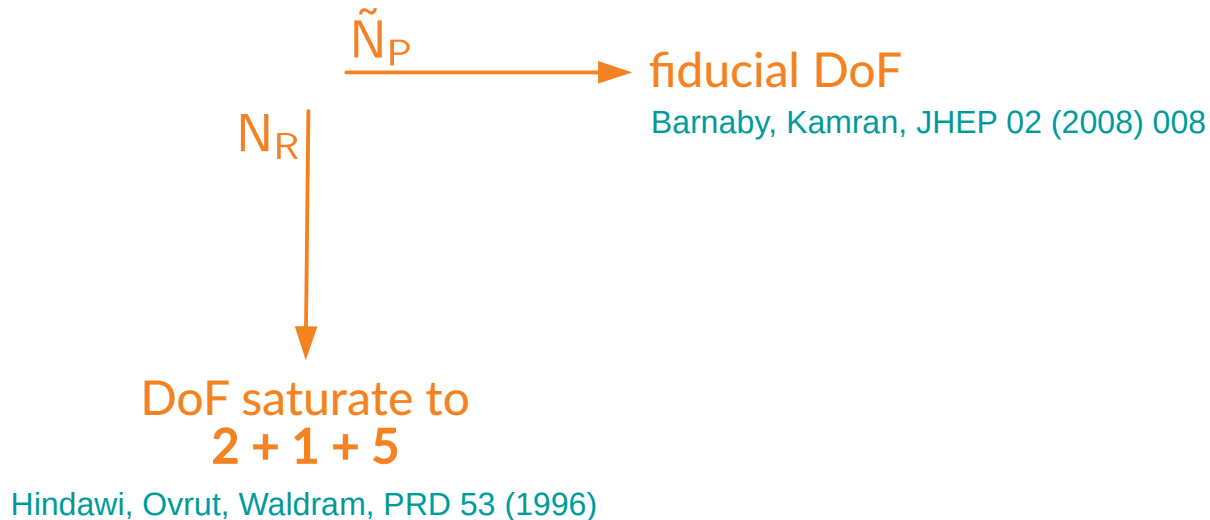 Ñ_P
fiducial DoF
Barnaby, Kamran, JHEP 02 (2008) 008
N_R
DoF saturate to
2 + 1 + 5
Hindawi, Ovrut, Waldram, PRD 53 (1996)